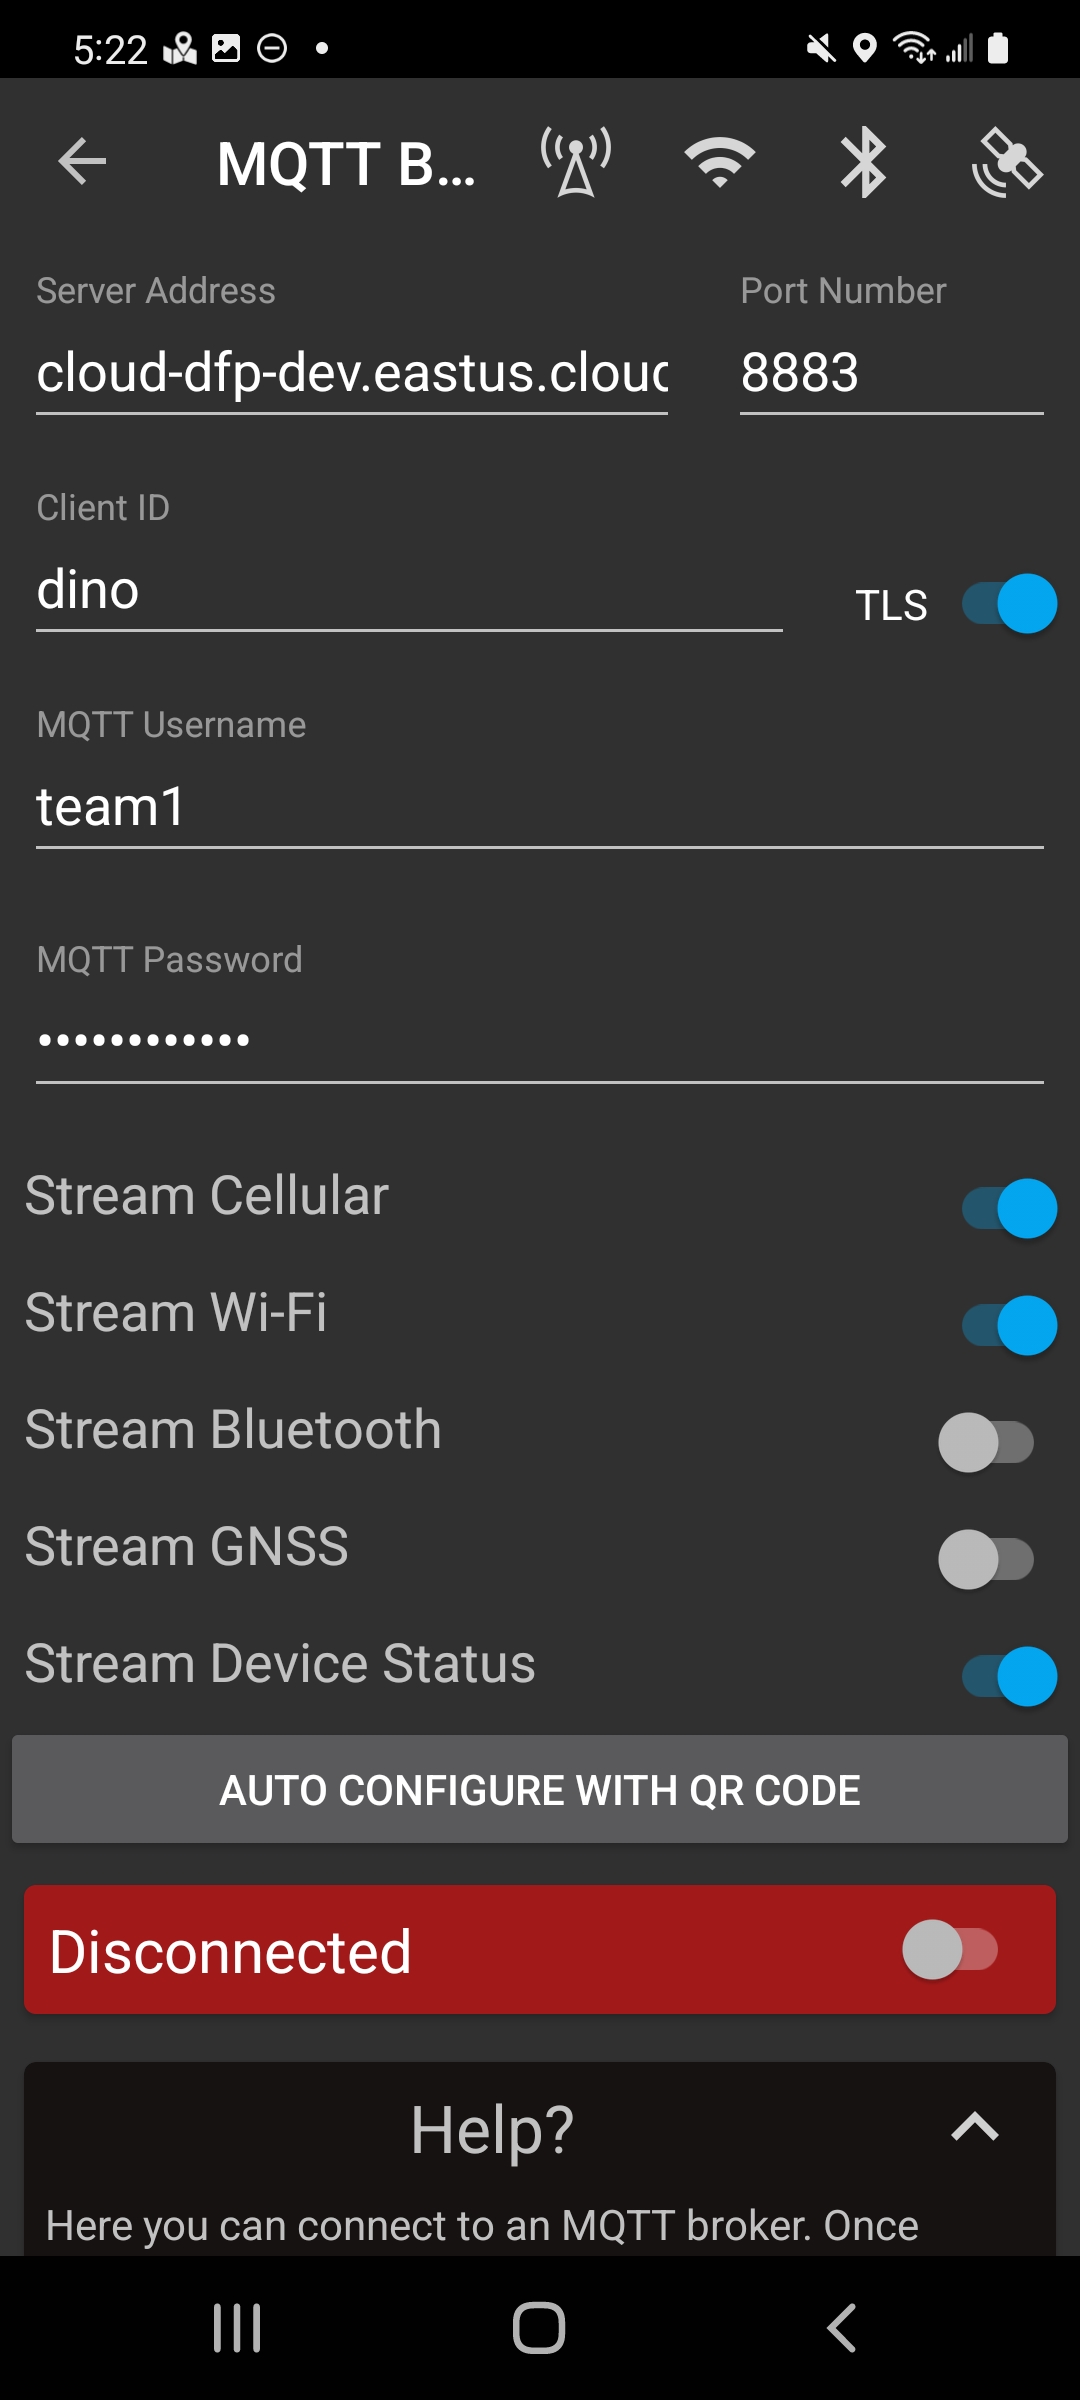 5:22
MQTT B...
Server Address
Port Number
cloud-dfp-dev.eastus.clouc
8883
Client ID
dino
TLS
MQTT Username
team1
MQTT Password
••••••••••••
Stream Cellular
Stream Wi-Fi
Stream Bluetooth
Stream GNSS
Stream Device Status
AUTO CONFIGURE WITH QR CODE
Disconnected
Help?
Here you can connect to an MQTT broker. Once